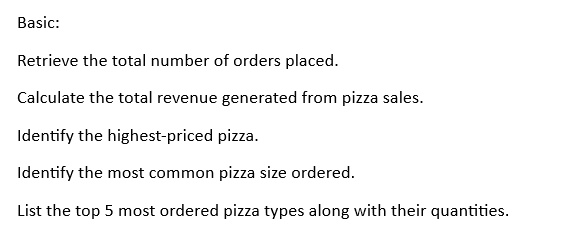 Basic:
Retrieve the total number of orders placed.
Calculate the total revenue generated from pizza sales.
Identify the highest-priced pizza.
Identify the most common pizza size ordered.
List the top 5 most ordered pizza types along with their quantities.